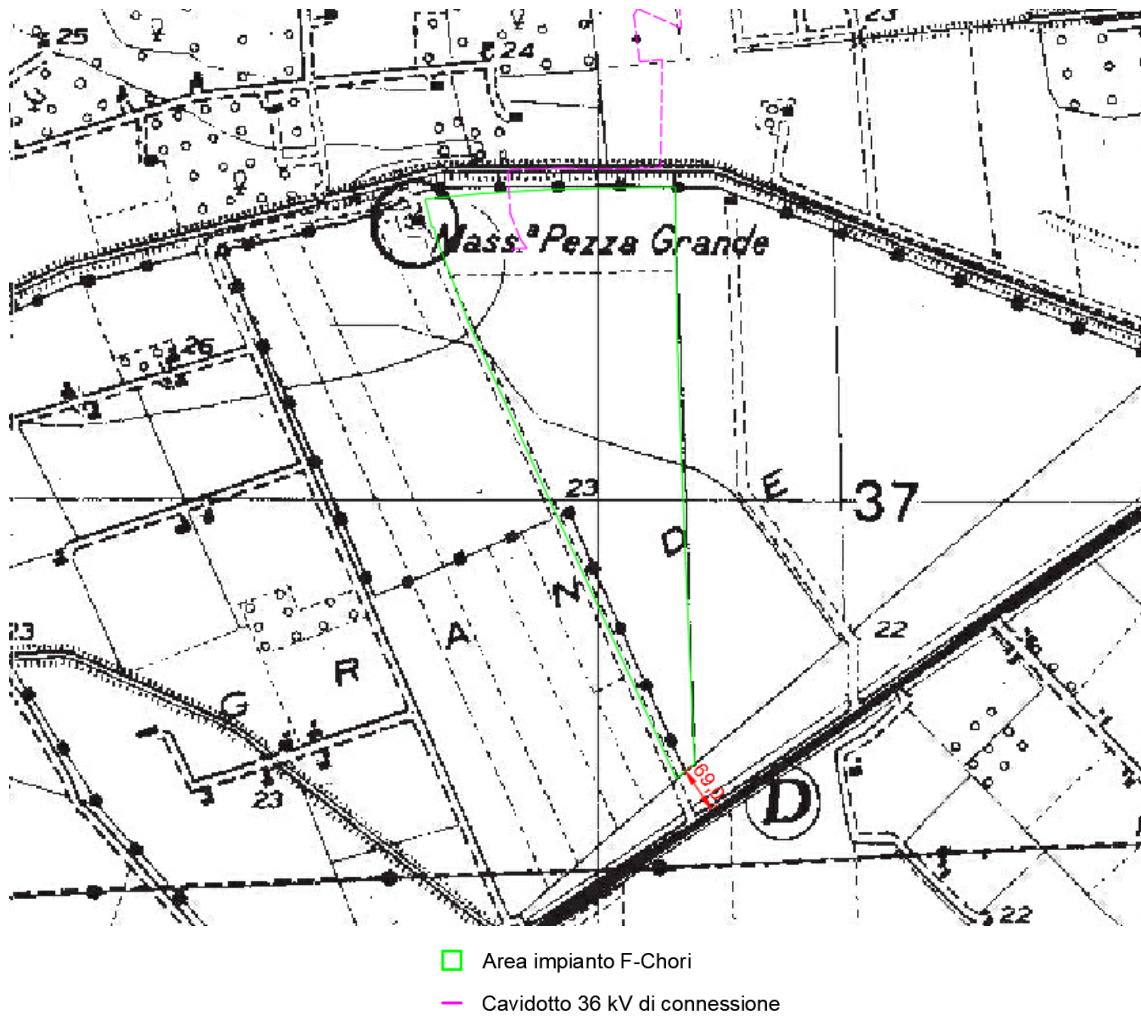 25
24
23
Mass.ª Pezza Grande
26
23
37
E
D
N
A
R
G
23
22
69,0
23
D
22
Area impianto F-Chori
Cavidotto 36 kV di connessione